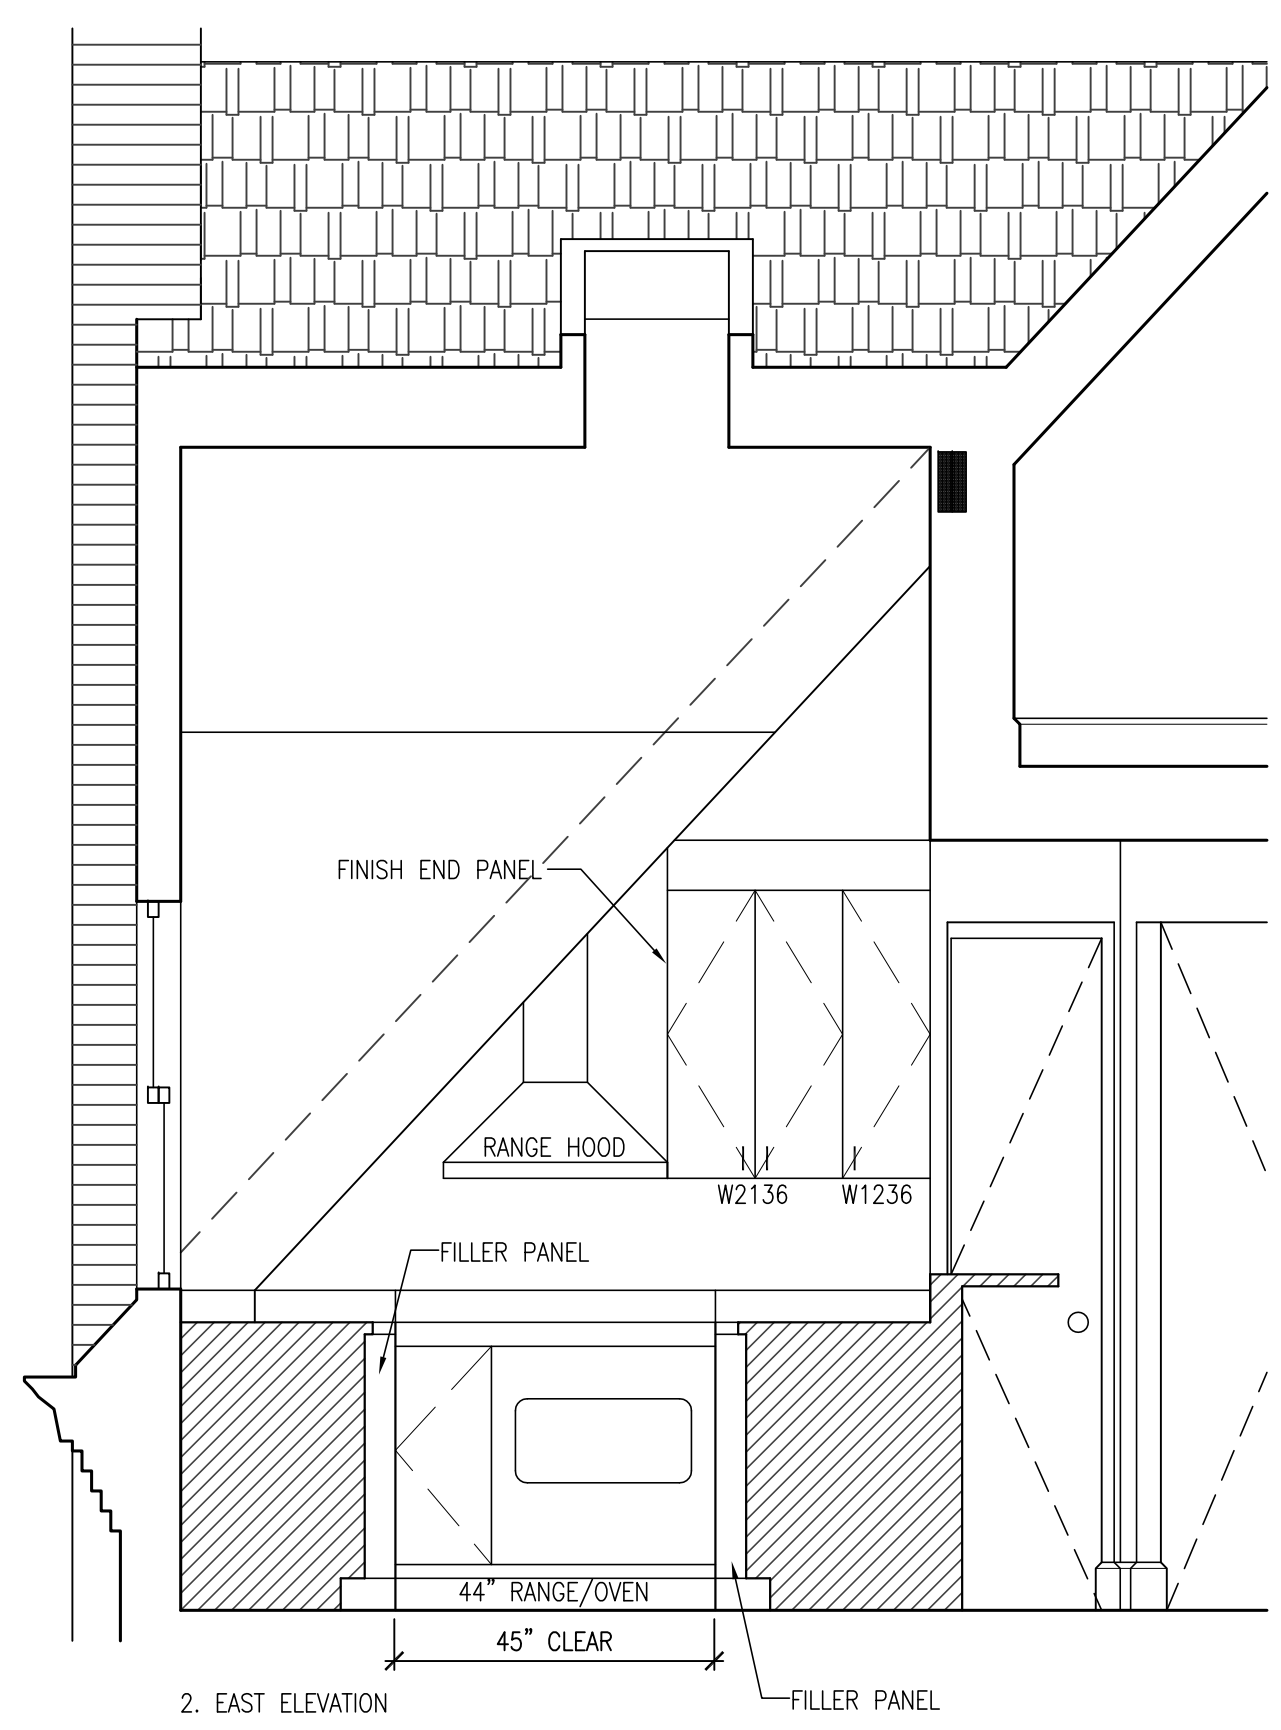 FINISH END PANEL
RANGE HOOD
W2136 W1236
FILLER PANEL
44” RANGE/OVEN
45” CLEAR
FILLER PANEL
2. EAST ELEVATION